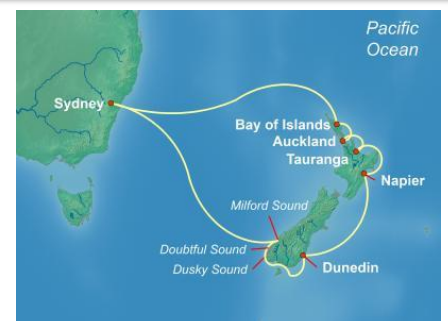 Pacific
Ocean
Sydney
Bay of Islands
Auckland
Tauranga
Napier
Milford Sound
Doubtful Sound
Dusky Sound
Dunedin